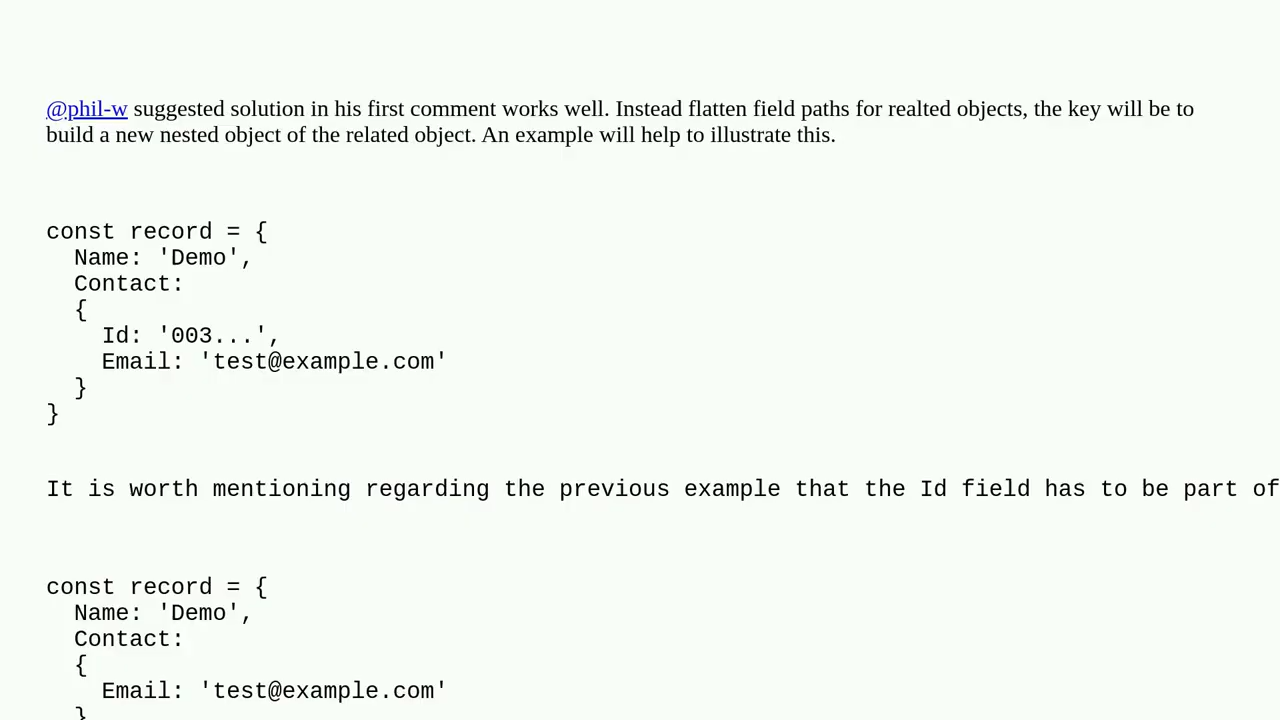 @phil-w suggested solution in his first comment works well. Instead flatten field paths for realted objects, the key will be to
build a new nested object of the related object. An example will help to illustrate this.
const record = {
  Name: 'Demo',
  Contact:
  {
    Id: '003...',
    Email: 'test@example.com'
  }
}
It is worth mentioning regarding the previous example that the Id field has to be part of
const record = {
  Name: 'Demo',
  Contact:
  {
    Email: 'test@example.com'
  }